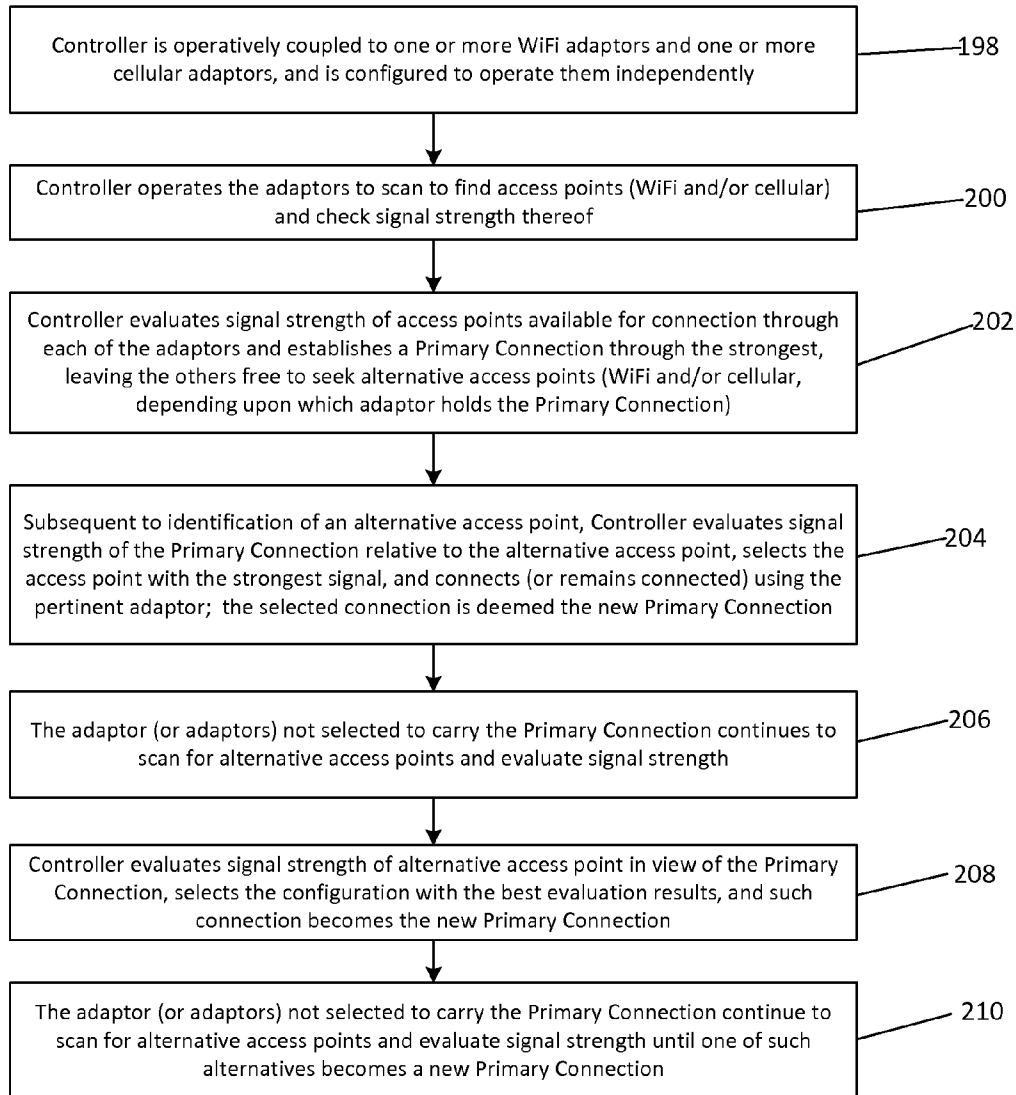 Controller is operatively coupled to one or more WiFi adaptors and one or more
cellular adaptors, and is configured to operate them independently
198
Controller operates the adaptors to scan to find access points (WiFi and/or cellular)
and check signal strength thereof
200
Controller evaluates signal strength of access points available for connection through
each of the adaptors and establishes a Primary Connection through the strongest,
leaving the others free to seek alternative access points (WiFi and/or cellular,
depending upon which adaptor holds the Primary Connection)
202
Subsequent to identification of an alternative access point, Controller evaluates signal
strength of the Primary Connection relative to the alternative access point, selects the
access point with the strongest signal, and connects (or remains connected) using the
pertinent adaptor; the selected connection is deemed the new Primary Connection
204
The adaptor (or adaptors) not selected to carry the Primary Connection continues to
scan for alternative access points and evaluate signal strength
206
Controller evaluates signal strength of alternative access point in view of the Primary
Connection, selects the configuration with the best evaluation results, and such
connection becomes the new Primary Connection
208
The adaptor (or adaptors) not selected to carry the Primary Connection continue to
scan for alternative access points and evaluate signal strength until one of such
alternatives becomes a new Primary Connection
210